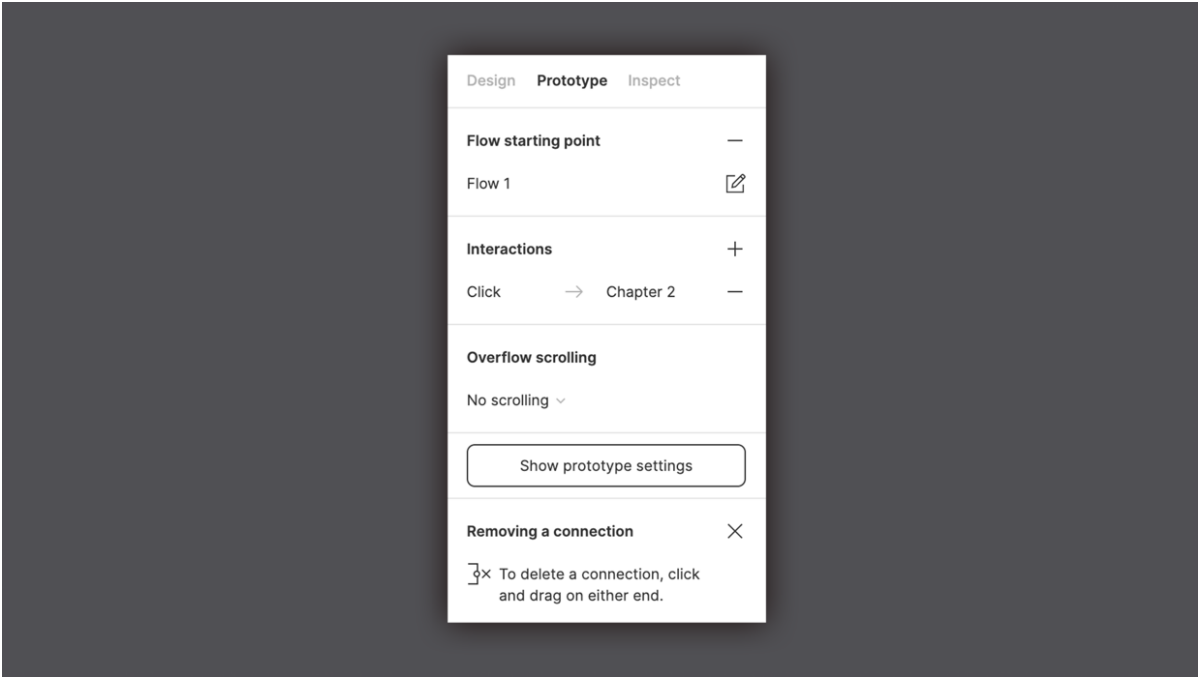 Design Prototype Inspect
Flow starting point
Flow 1
Interactions
Click → Chapter 2
Overflow scrolling
No scrolling
Show prototype settings
Removing a connection
To delete a connection, click
and drag on either end.